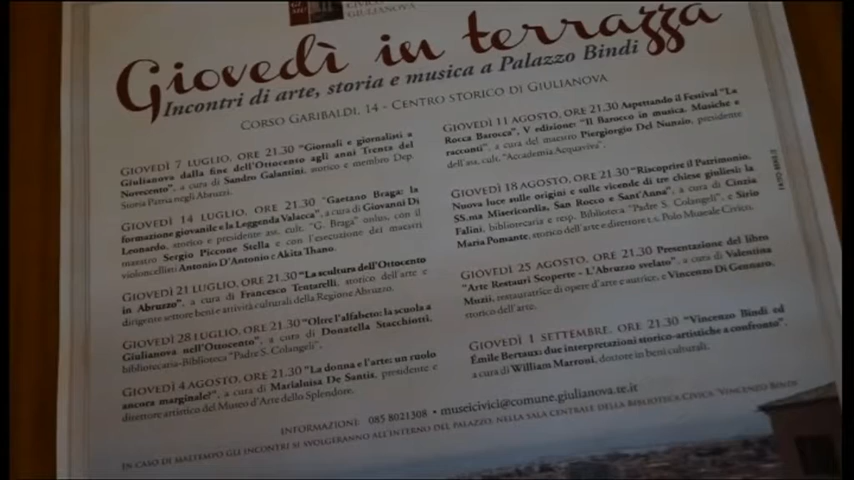 CIVICI
GIULIANOVA
Giovedì in terrazza
Incontri di arte, storia e musica a Palazzo Bindi
CORSO GARIBALDI, 14 - CENTRO STORICO DI GIULIANOVA
GIOVEDÌ 7 LUGLIO, ORE 21.30 "Giornali e giornalisti a
Giulianova dalla fine dell'Ottocento agli anni Trenta del
Novecento", a cura di Sandro Galantini, storico e membro Dep.
Storia Patria negli Abruzzi.
GIOVEDÌ 14 LUGLIO, ORE 21.30 "Gaetano Braga: la
formazione giovanile e la Leggenda Valacca", a cura di Giovanni Di
Leonardo, storico e presidente ass. cult. "G. Braga" onlus, con il
maestro Sergio Piccone Stella e con l'esecuzione dei maestri
violoncellisti Antonio D'Antonio e Akita Thano.
GIOVEDÌ 21 LUGLIO, ORE 21.30 "La scultura dell'Ottocento
in Abruzzo", a cura di Francesco Tentarelli, storico dell'arte e
dirigente settore beni e attività culturali della Regione Abruzzo.
GIOVEDÌ 28 LUGLIO, ORE 21.30 "Oltre l'alfabeto: la scuola a
Giulianova nell'Ottocento", a cura di Donatella Stacchiotti,
bibliotecaria-Biblioteca "Padre S. Colangeli".
GIOVEDÌ 4 AGOSTO, ORE 21.30 "La donna e l'arte: un ruolo
ancora marginale?", a cura di Marialuisa De Santis, presidente e
direttore artistico del Museo d'Arte dello Splendore.
GIOVEDÌ 11 AGOSTO, ORE 21.30 Aspettando il Festival "La
Rocca Barocca", V edizione: "Il Barocco in musica. Musiche e
racconti", a cura del maestro Piergiorgio Del Nunzio, presidente
dell'ass. cult. "Accademia Acquaviva".
GIOVEDÌ 18 AGOSTO, ORE 21.30 "Riscoprire il Patrimonio.
Nuova luce sulle origini e sulle vicende di tre chiese giuliesi: la
SS.ma Misericordia, San Rocco e Sant'Anna", a cura di Cinzia
Falini, bibliotecaria e resp. Biblioteca "Padre S. Colangeli", e Sirio
Maria Pomante, storico dell'arte e direttore t.s. Polo Museale Civico.
GIOVEDÌ 25 AGOSTO, ORE 21.30 Presentazione del libro
"Arte Restauri Scoperte - L'Abruzzo svelato", a cura di Valentina
Muzii, restauratrice di opere d'arte e autrice, e Vincenzo Di Gennaro,
storico dell'arte.
GIOVEDÌ 1 SETTEMBRE, ORE 21.30 "Vincenzo Bindi ed
Émile Bertaux: due interpretazioni storico-artistiche a confronto",
a cura di William Marroni, dottore in beni culturali.
INFORMAZIONE: 085 8021308 • museicivici@comune.giulianova.te.it
IN CASO DI MALTEMPO GLI INCONTRI SI SVOLGERANNO ALL'INTERNO DEL PALAZZO, NELLA SALA CENTRALE DELLA BIBLIOTECA CIVICA "VINCENZO BINDI"